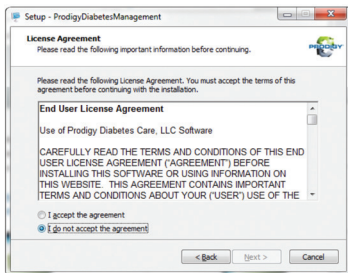 Setup - ProdigyDiabetesManagement
License Agreement
Please read the following important information before continuing.
PRODIGY
Please read the following License Agreement. You must accept the terms of this
agreement before continuing with the installation.
End User License Agreement
Use of Prodigy Diabetes Care, LLC Software
CAREFULLY READ THE TERMS AND CONDITIONS OF THIS END
USER LICENSE AGREEMENT ("AGREEMENT") BEFORE
INSTALLING THIS SOFTWARE OR USING INFORMATION ON
THIS WEBSITE. THIS AGREEMENT CONTAINS IMPORTANT
TERMS AND CONDITIONS ABOUT YOUR ("USER") USE OF THE
I accept the agreement
I do not accept the agreement
< Back Next > Cancel